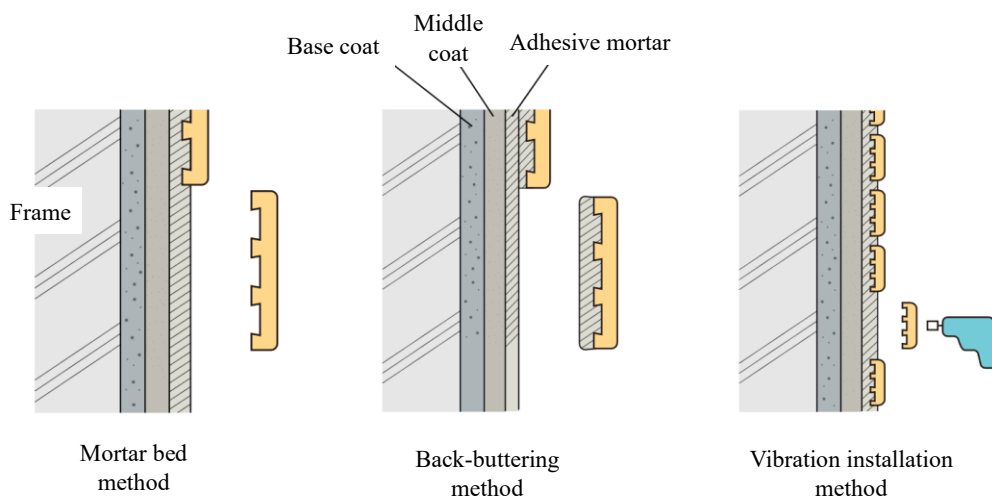 Base coat
Middle
coat
Adhesive mortar
Frame
Mortar bed
method
Back-buttering
method
Vibration installation
method